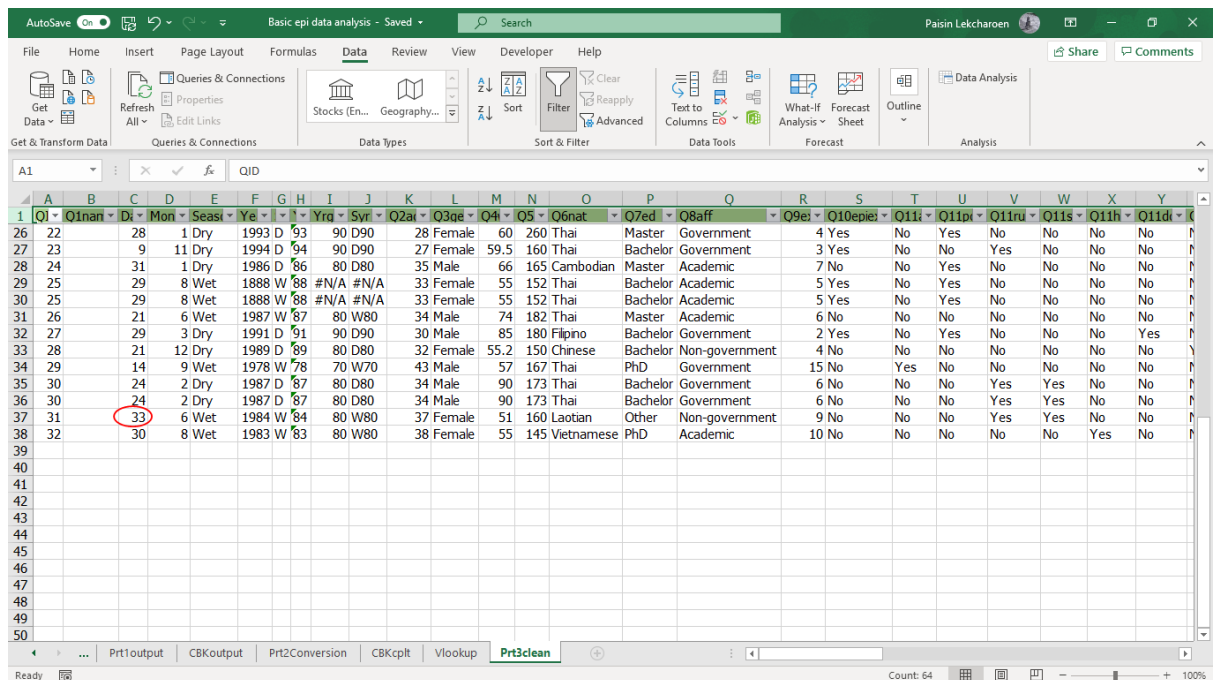 AutoSave On Basic epi data analysis - Saved Search Paisin Lekcharoen
File Home Insert Page Layout Formulas Data Review View Developer Help Share Comments
Get Data
Refresh All
Queries & Connections
Properties
Edit Links
Stocks (En... Geography...
Sort
Filter
Clear
Reapply
Advanced
Text to Columns
What-If Analysis
Forecast Sheet
Outline
Data Analysis
Get & Transform Data Queries & Connections Data Types Sort & Filter Data Tools Forecast Analysis
A1 fx QID
A B C D E F G H I J K L M N O P Q R S T U V W X Y
1 Q1nam Mon Seaso Ye Yrg Syr Q2a Q3ge Q5 Q6nat Q7ed Q8aff Q9e Q10epie Q11ru Q11s Q11h
26 22 28 1 Dry 1993 D 93 90 D90 28 Female 60 260 Thai Master Government 4 Yes No Yes No No No No
27 23 9 11 Dry 1994 D 94 90 D90 27 Female 59.5 160 Thai Bachelor Government 3 Yes No No Yes No No No
28 24 31 1 Dry 1986 D 86 80 D80 35 Male 66 165 Cambodian Master Academic 7 No No Yes No No No No
29 25 29 8 Wet 1888 W 88 #N/A #N/A 33 Female 55 152 Thai Bachelor Academic 5 Yes No Yes No No No No
30 25 29 8 Wet 1888 W 88 #N/A #N/A 33 Female 55 152 Thai Bachelor Academic 5 Yes No Yes No No No No
31 26 21 6 Wet 1987 W 87 80 W80 34 Male 74 182 Thai Master Academic 6 No No No No No No No
32 27 29 3 Dry 1991 D 91 90 D90 30 Male 85 180 Filipino Bachelor Government 2 Yes No Yes No No No Yes
33 28 21 12 Dry 1989 D 89 80 D80 32 Female 55.2 150 Chinese Bachelor Non-government 4 No No No No No No No
34 29 14 9 Wet 1978 W 78 70 W70 43 Male 57 167 Thai PhD Government 15 No Yes No No No No No
35 30 24 2 Dry 1987 D 87 80 D80 34 Male 90 173 Thai Bachelor Government 6 No No No Yes Yes No No
36 30 24 2 Dry 1987 D 87 80 D80 34 Male 90 173 Thai Bachelor Government 6 No No No Yes Yes No No
37 31 33 6 Wet 1984 W 84 80 W80 37 Female 51 160 Laotian Other Non-government 9 No No No Yes Yes No No
38 32 30 8 Wet 1983 W 83 80 W80 38 Female 55 145 Vietnamese PhD Academic 10 No No No No No Yes No
39
40
41
42
43
44
45
46
47
48
49
50
... Prt1output CBKoutput Prt2Conversion CBKcplt Vlookup Prt3clean
Ready Count: 64 100%